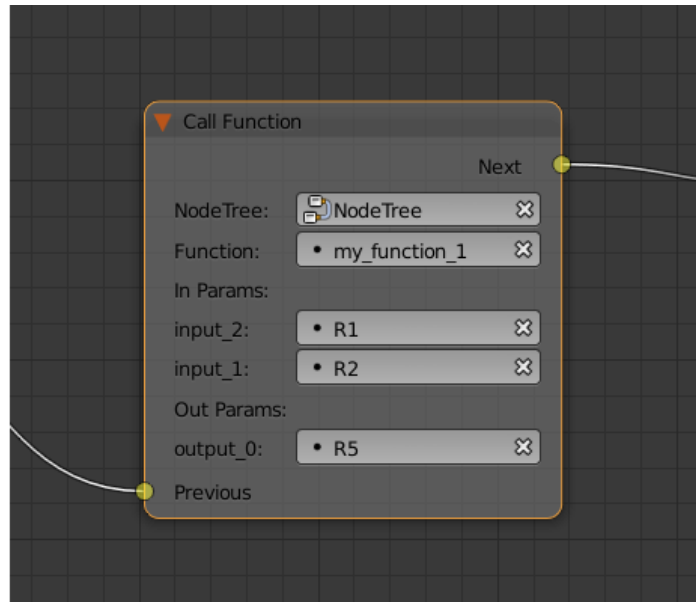 Call Function
Next
NodeTree: NodeTree
Function: my_function_1
In Params:
input_2: R1
input_1: R2
Out Params:
output_0: R5
Previous